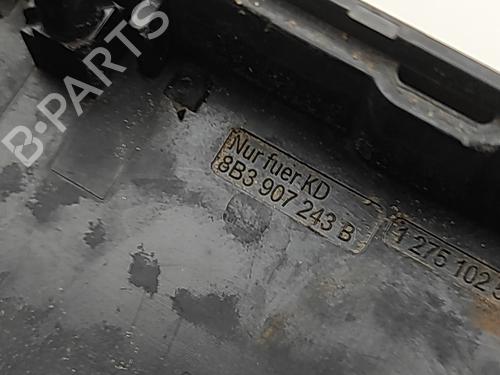 B-PARTS
Nur fuer KD
8B3 907 243 B
1 275 102